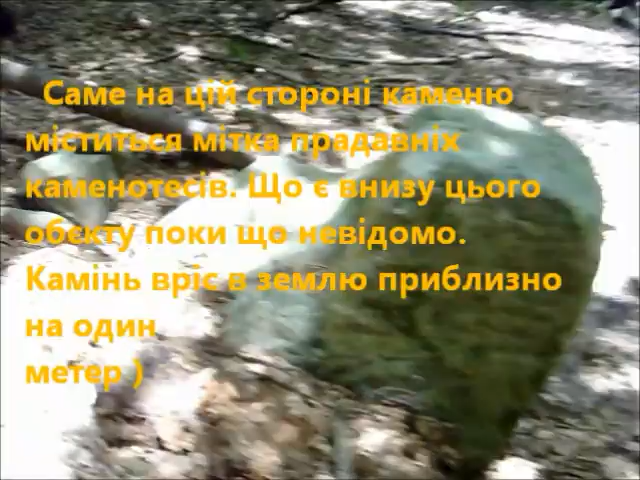 Саме на цій стороні каменю
міститься мітка прадавніх
каменотесів. Що є внизу цього
обєкту поки що невідомо.
Камінь вріс в землю приблизно
на один
метер )